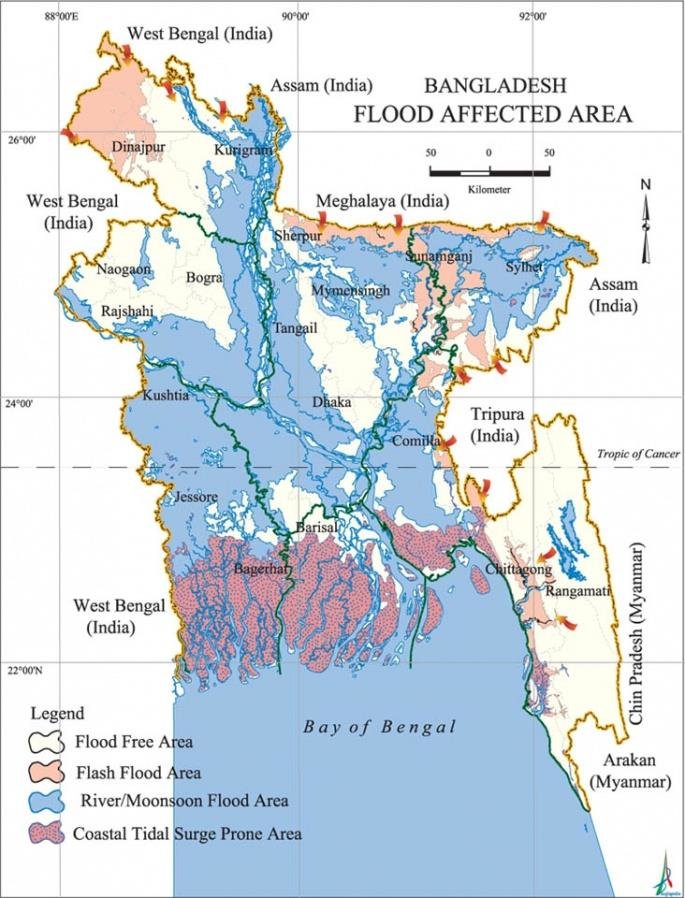 88°00'E
90°00'
92°00'
West Bengal (India)
Assam (India)
BANGLADESH
FLOOD AFFECTED AREA
26°00'
Dinajpur
Kurigram
50
0
50
Kilometer
N
West Bengal
(India)
Meghalaya (India)
Sherpur
Sunamganj
Sylhet
Naogaon
Bogra
Mymensingh
Assam
(India)
Rajshahi
Tangail
Kushtia
24°00'
Dhaka
Tripura
(India)
Comilla
Tropic of Cancer
Jessore
Barisal
Bagerhat
Chittagong
Rangamati
West Bengal
(India)
Chin Pradesh (Myanmar)
22°00'N
Legend
Bay of Bengal
Flood Free Area
Flash Flood Area
River/Moonsoon Flood Area
Coastal Tidal Surge Prone Area
Arakan
(Myanmar)